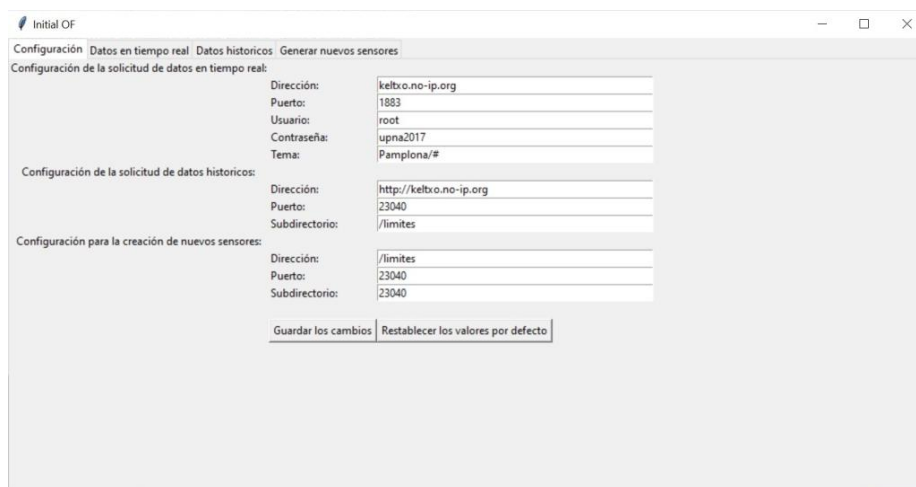 Initial OF
Configuración Datos en tiempo real Datos historicos Generar nuevos sensores
Configuración de la solicitud de datos en tiempo real:
Dirección: keltxo.no-ip.org
Puerto: 1883
Usuario: root
Contraseña: upna2017
Tema: Pamplona/#
Configuración de la solicitud de datos historicos:
Dirección: http://keltxo.no-ip.org
Puerto: 23040
Subdirectorio: /limites
Configuración para la creación de nuevos sensores:
Dirección: /limites
Puerto: 23040
Subdirectorio: 23040
Guardar los cambios Restablecer los valores por defecto